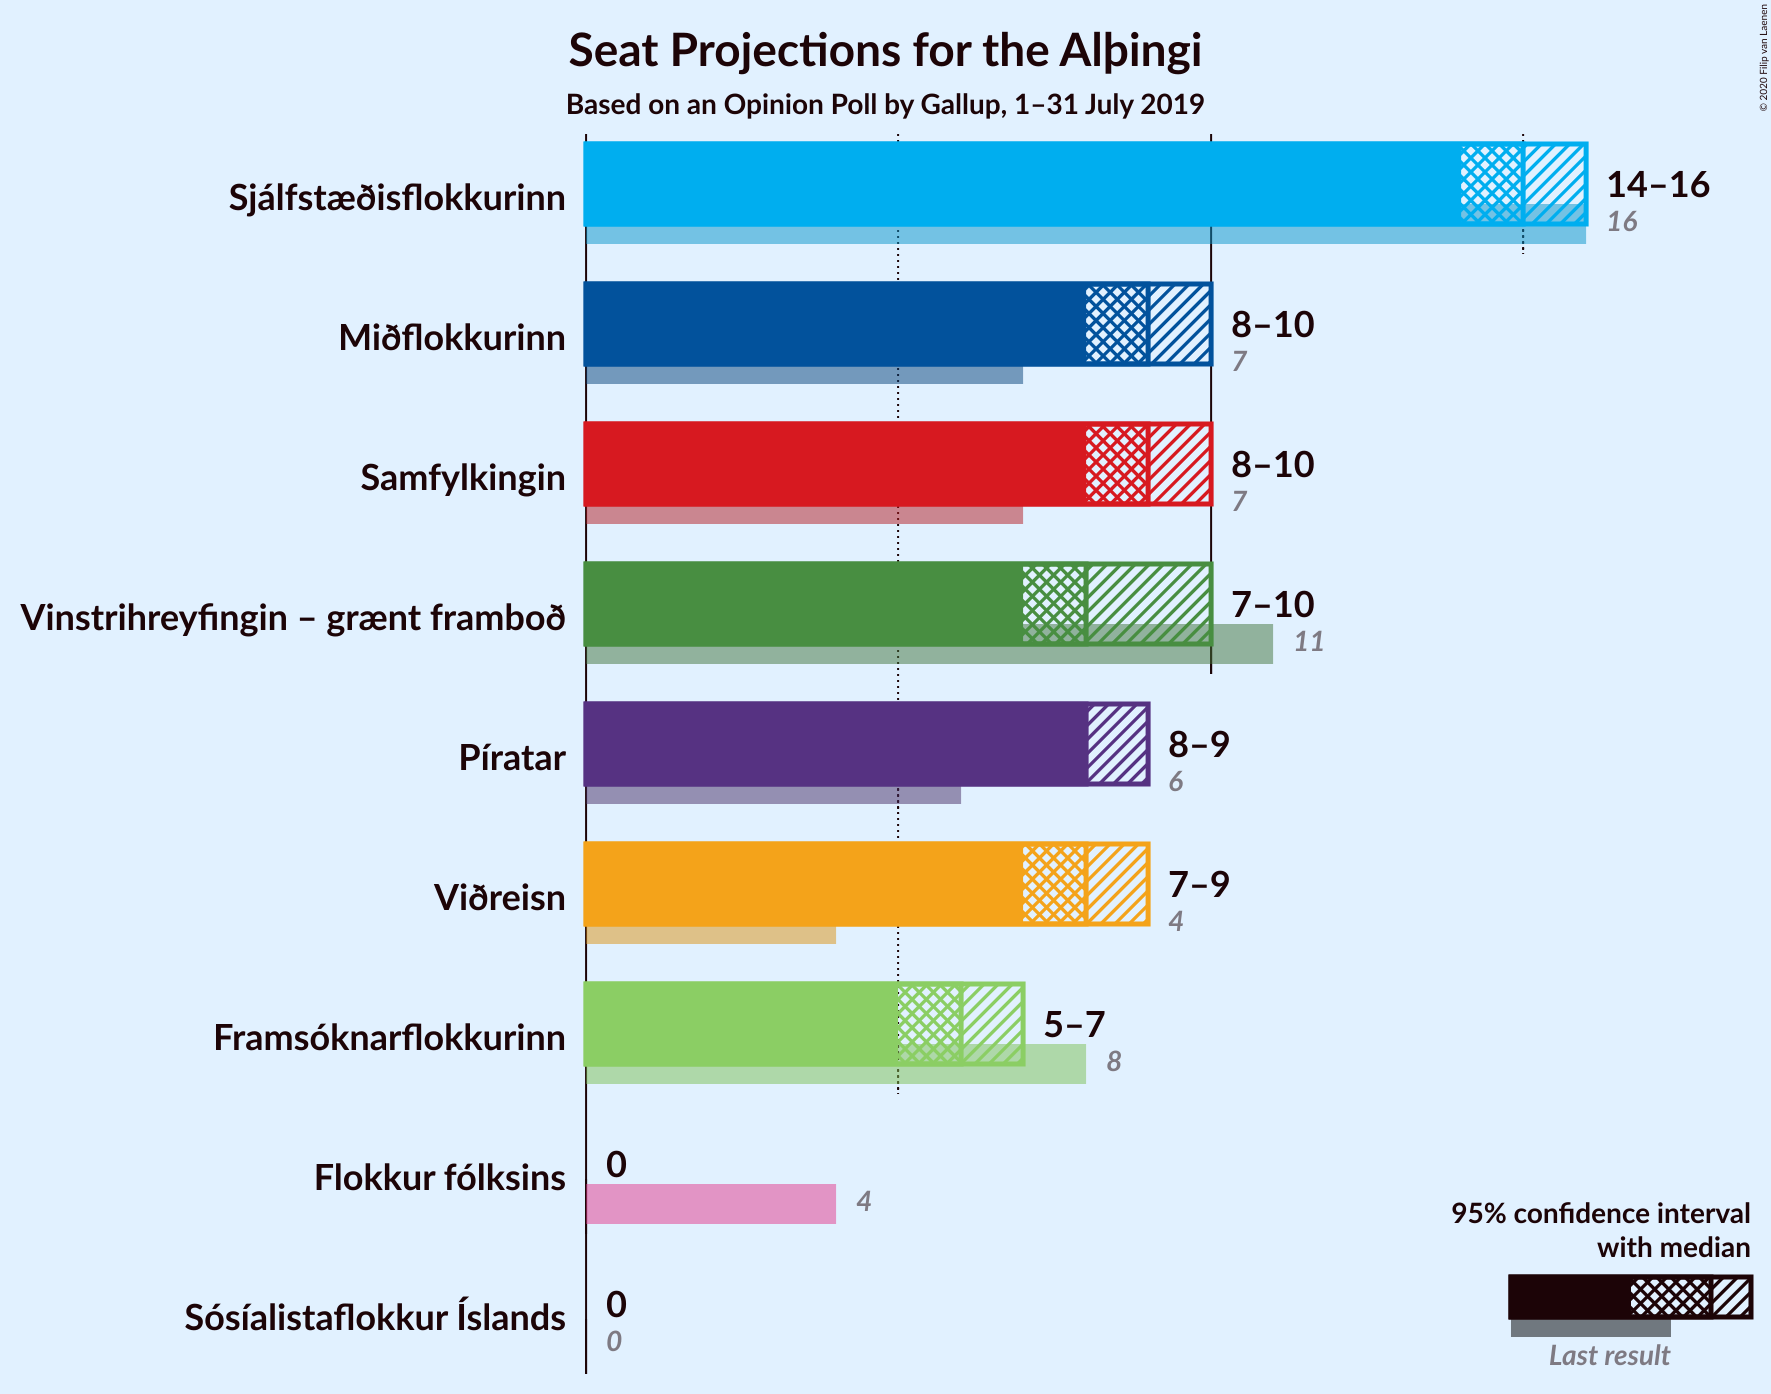 Seat Projections for the Alþingi
Based on an Opinion Poll by Gallup, 1–31 July 2019
© 2020 Filip van Laenen
Sjálfstæðisflokkurinn
14–16
16
Miðflokkurinn
8–10
7
Samfylkingin
8–10
7
Vinstrihreyfingin – grænt framboð
7–10
11
Píratar
8–9
6
Viðreisn
7–9
4
Framsóknarflokkurinn
5–7
8
Flokkur fólksins
0
4
Sósíalistaflokkur Íslands
0
0
95% confidence interval
with median
Last result